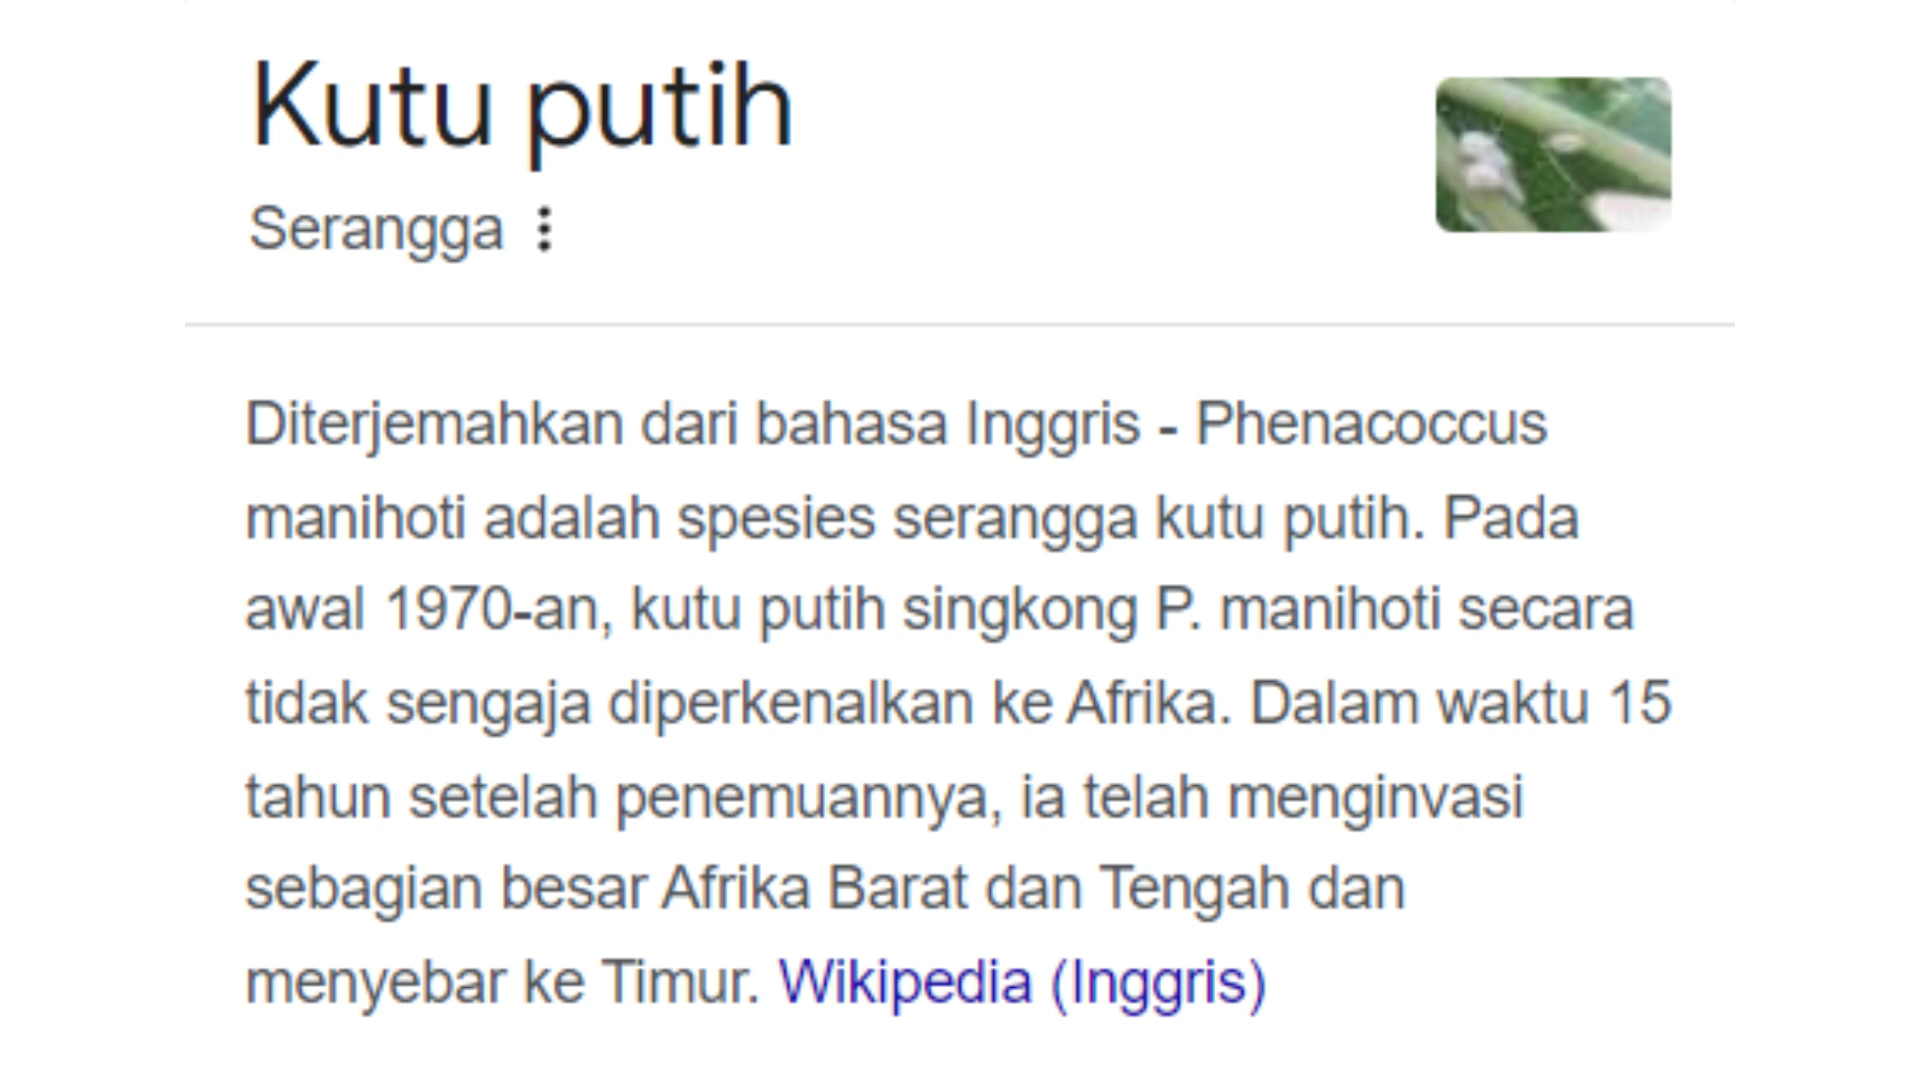 Kutu putih
Serangga
Diterjemahkan dari bahasa Inggris - Phenacoccus
manihoti adalah spesies serangga kutu putih. Pada
awal 1970-an, kutu putih singkong P. manihoti secara
tidak sengaja diperkenalkan ke Afrika. Dalam waktu 15
tahun setelah penemuannya, ia telah menginvasi
sebagian besar Afrika Barat dan Tengah dan
menyebar ke Timur. Wikipedia (Inggris)